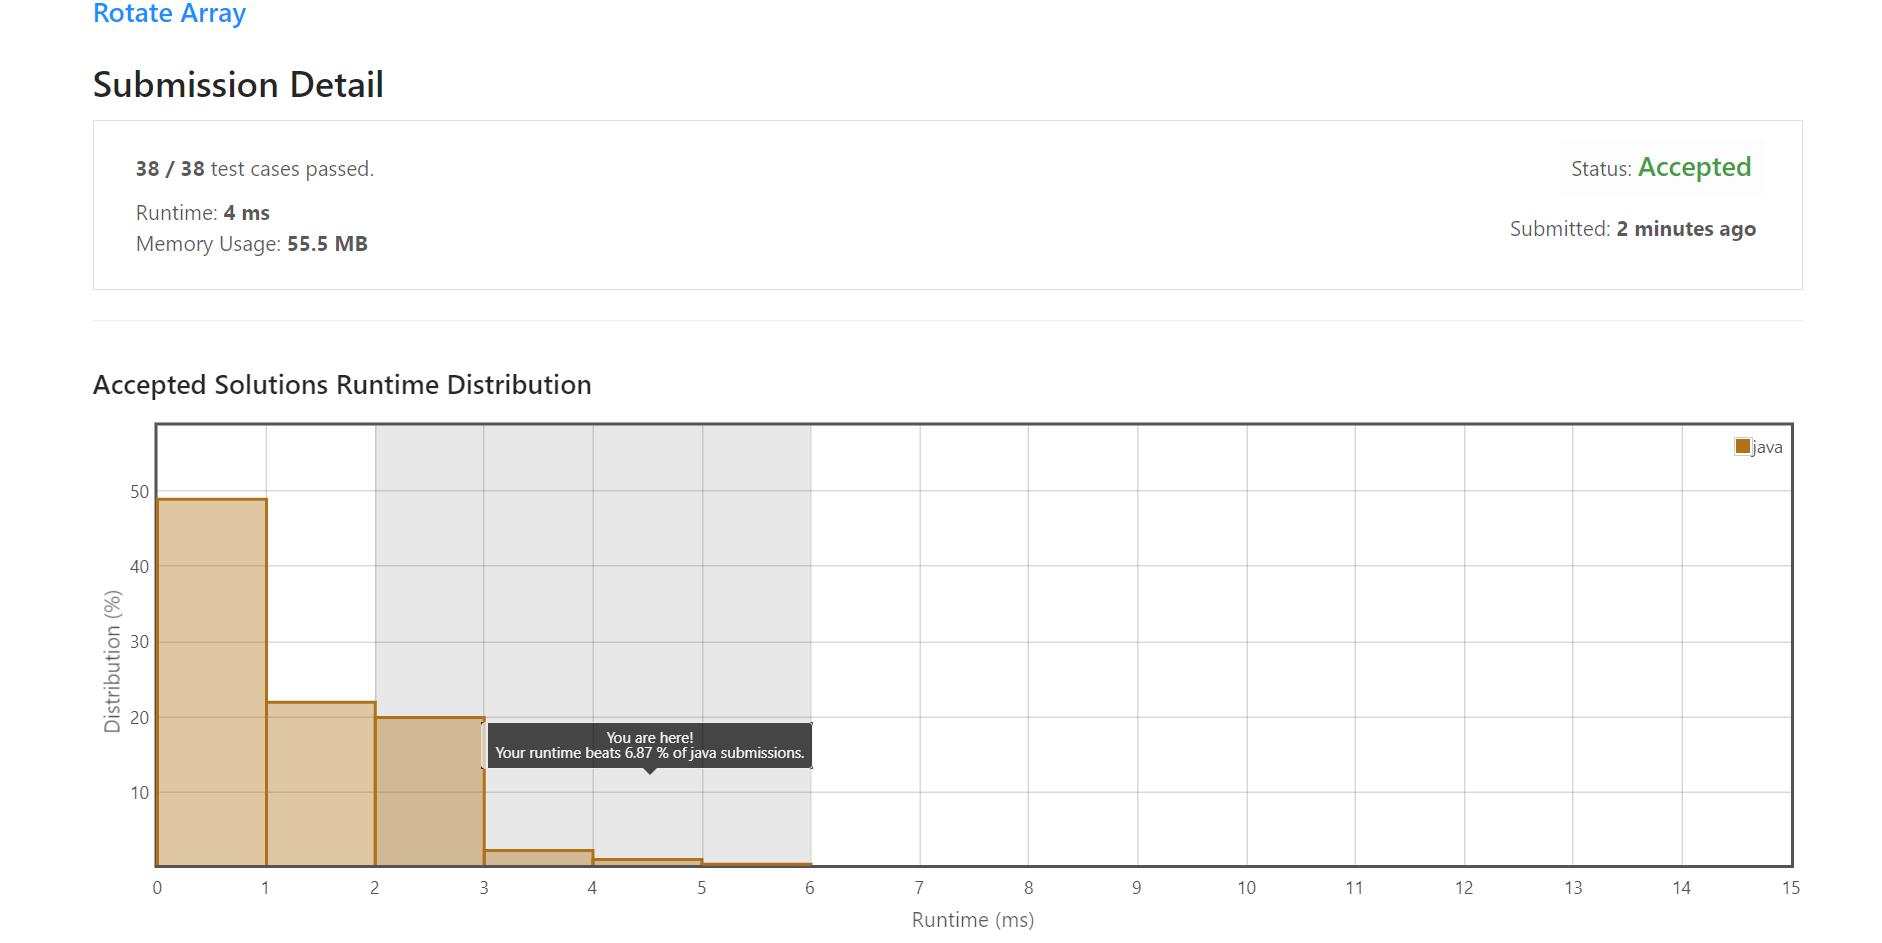 Rotate Array
Submission Detail
38 / 38 test cases passed.
Status: Accepted
Runtime: 4 ms
Submitted: 2 minutes ago
Memory Usage: 55.5 MB
Accepted Solutions Runtime Distribution
java
50
40
30
20
10
Distribution (%)
You are here!
Your runtime beats 6.87 % of java submissions.
0 1 2 3 4 5 6 7 8 9 10 11 12 13 14 15
Runtime (ms)